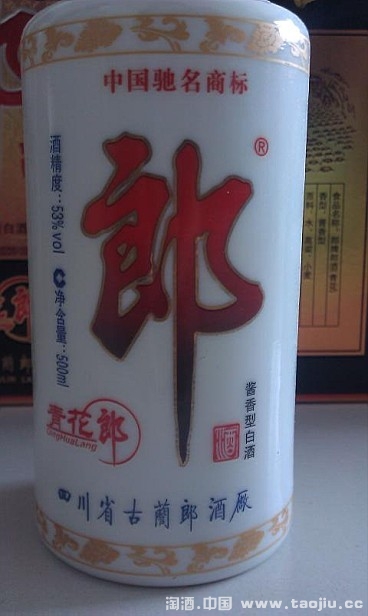 中国驰名商标
郎
®
酒精度：53%vol
C 净含量：500ml
青花郎
QingHuaLang
酱香型白酒
四川省古蔺郎酒厰
淘酒.中国 www.taojiu.cc